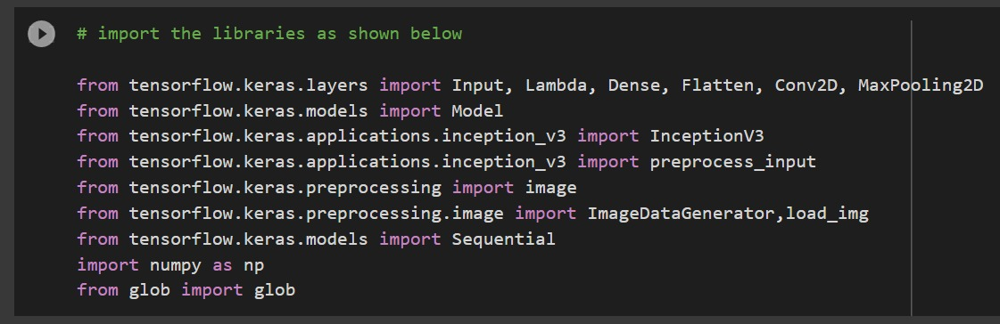 # import the libraries as shown below
from tensorflow.keras.layers import Input, Lambda, Dense, Flatten, Conv2D, MaxPooling2D
from tensorflow.keras.models import Model
from tensorflow.keras.applications.inception_v3 import InceptionV3
from tensorflow.keras.applications.inception_v3 import preprocess_input
from tensorflow.keras.preprocessing import image
from tensorflow.keras.preprocessing.image import ImageDataGenerator,load_img
from tensorflow.keras.models import Sequential
import numpy as np
from glob import glob